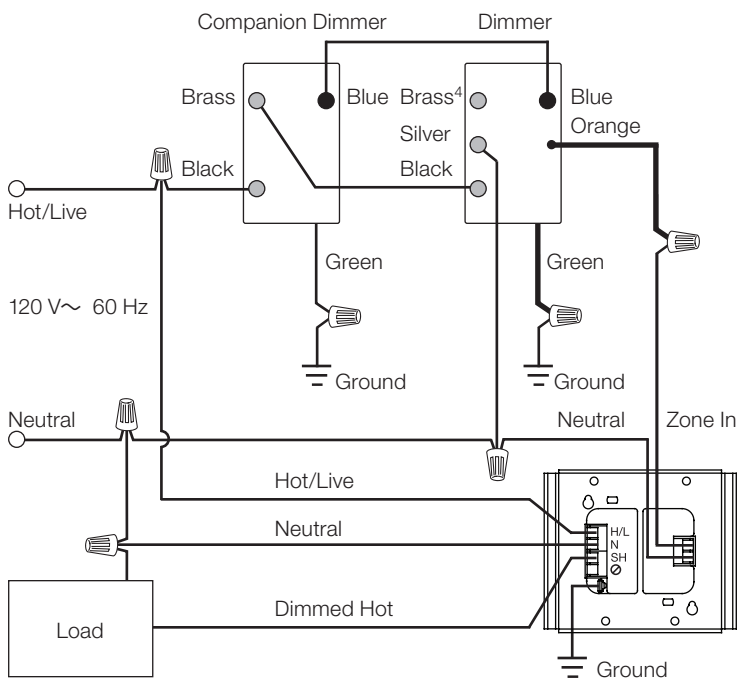 Companion Dimmer
Dimmer
Brass
Blue
Brass4
Blue
Orange
Silver
Black
Black
Hot/Live
Green
Green
120 V~ 60 Hz
Ground
Ground
Neutral
Neutral
Zone In
Hot/Live
H/L
Neutral
N
SH
Dimmed Hot
Load
Ground